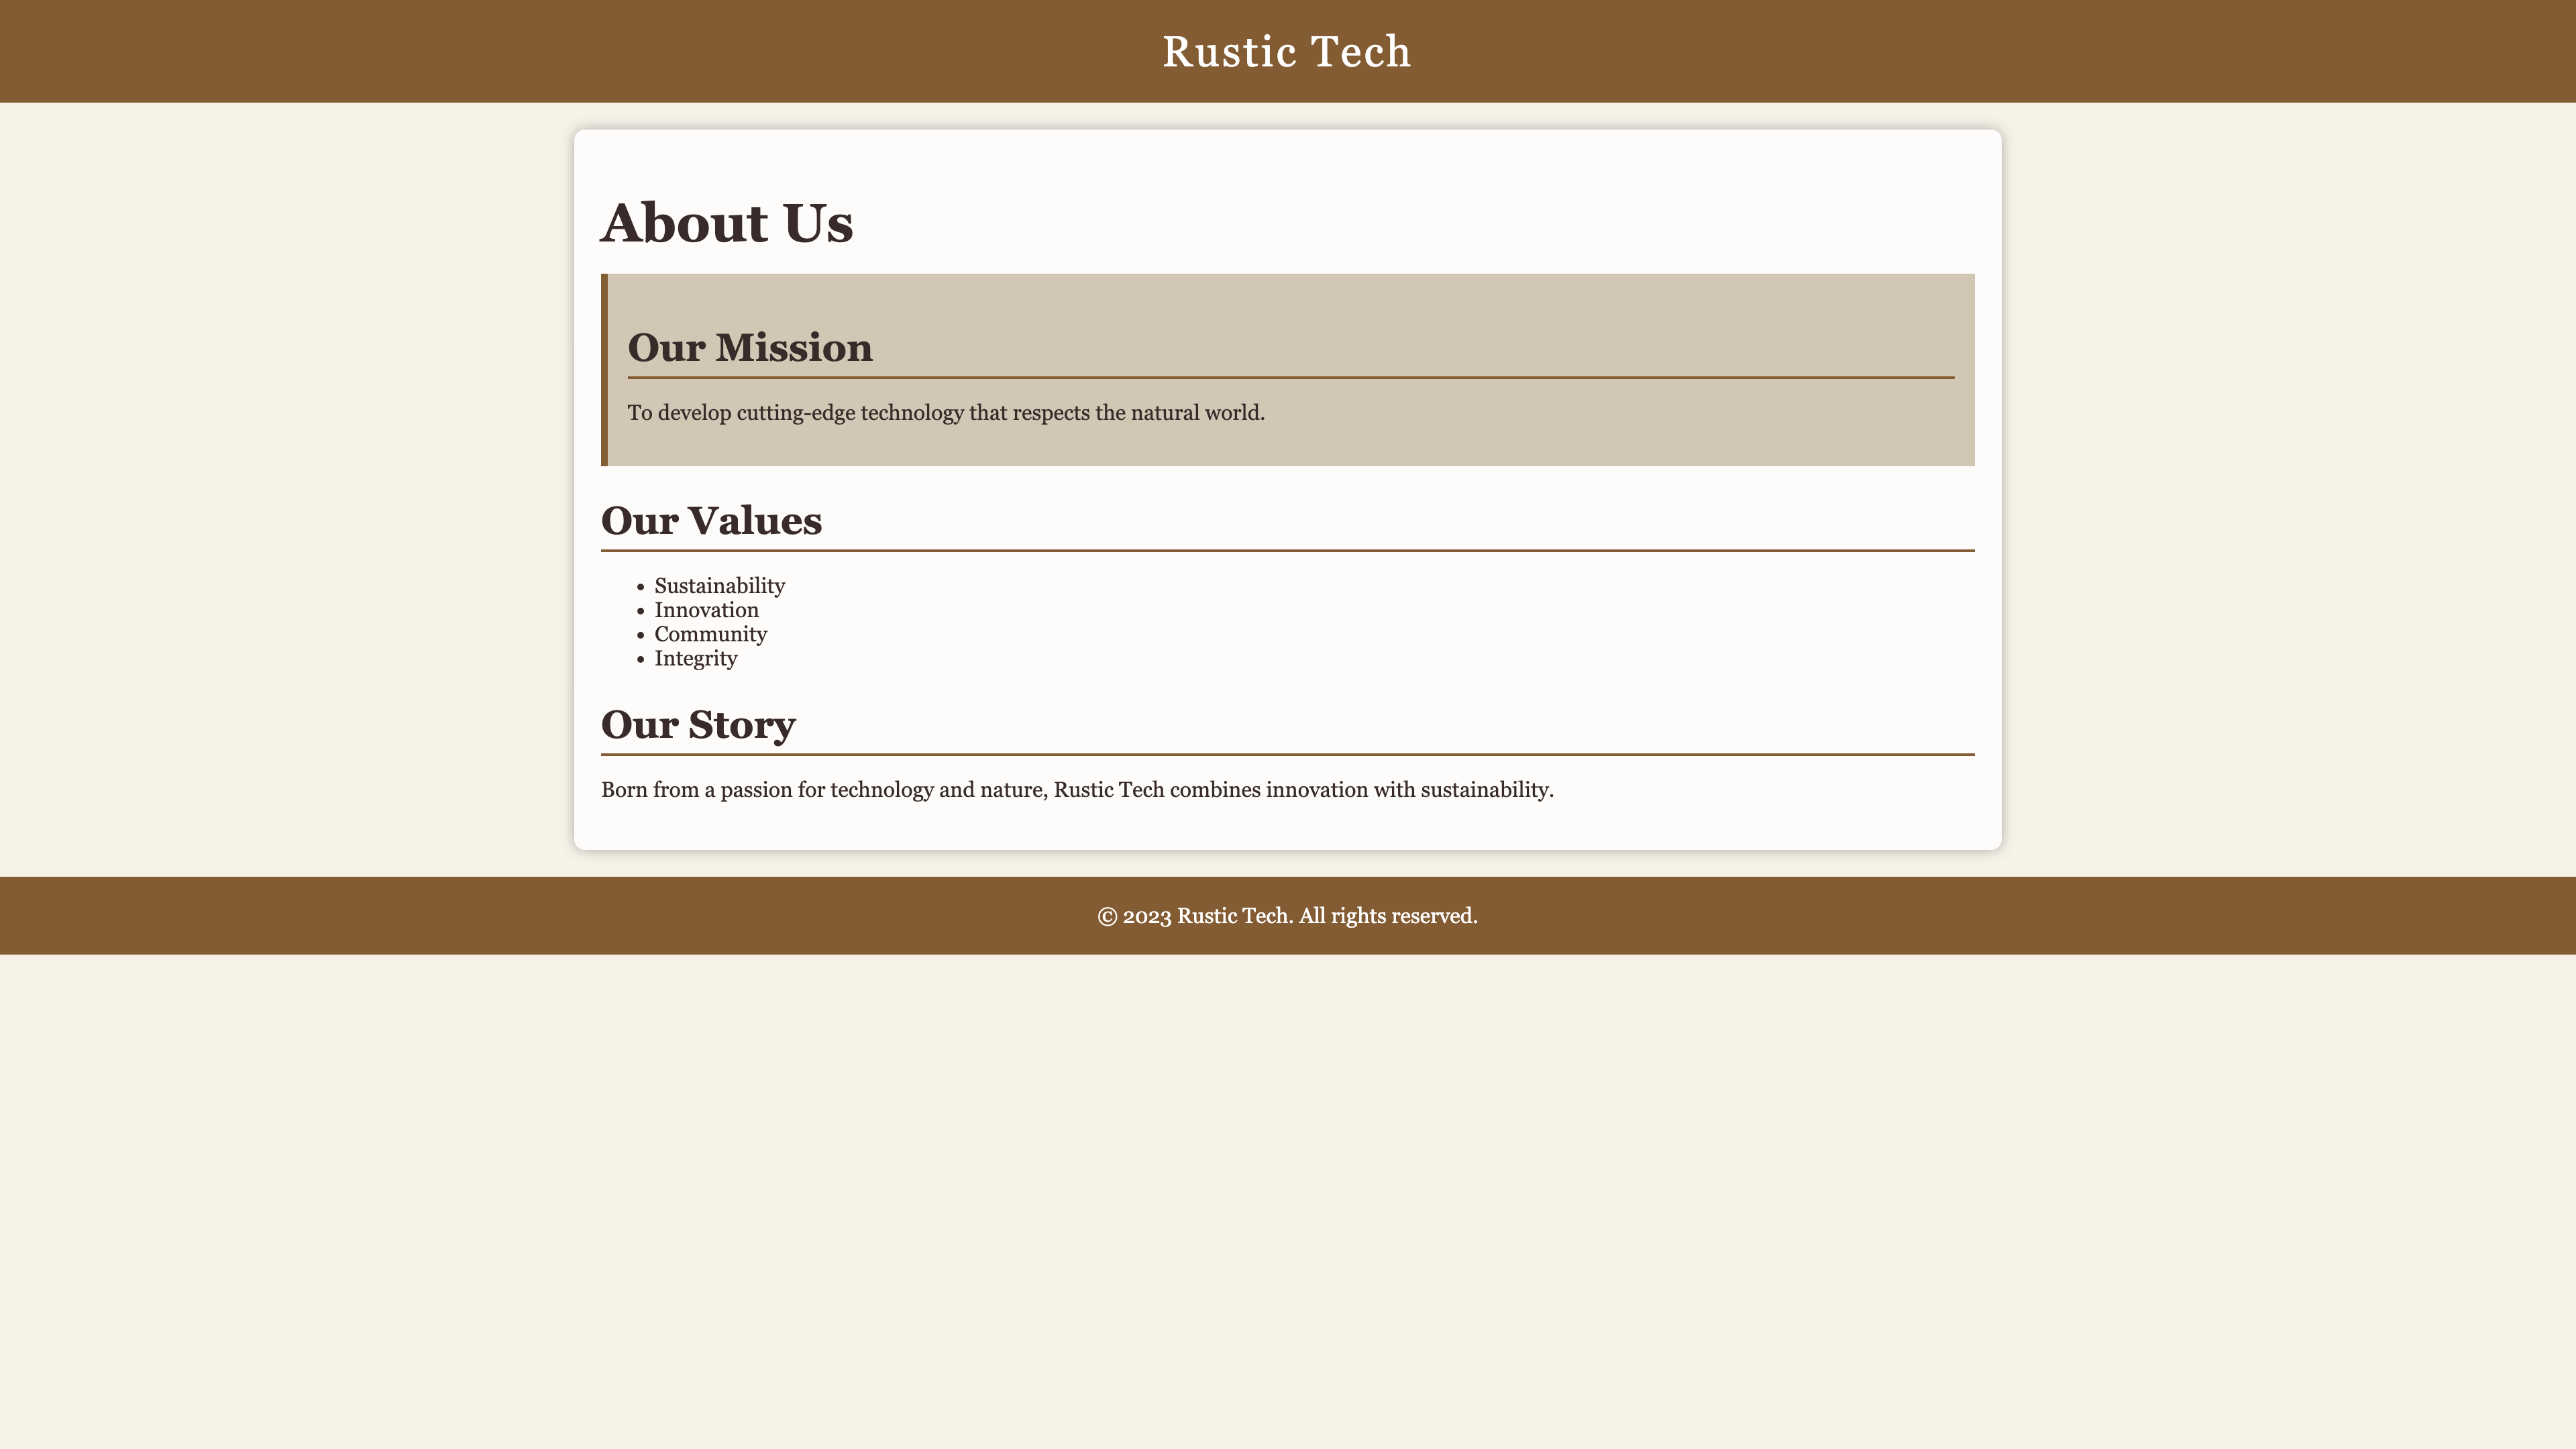 Rustic Tech
About Us
Our Mission
To develop cutting-edge technology that respects the natural world.
Our Values
• Sustainability
• Innovation
• Community
• Integrity
Our Story
Born from a passion for technology and nature, Rustic Tech combines innovation with sustainability.
© 2023 Rustic Tech. All rights reserved.